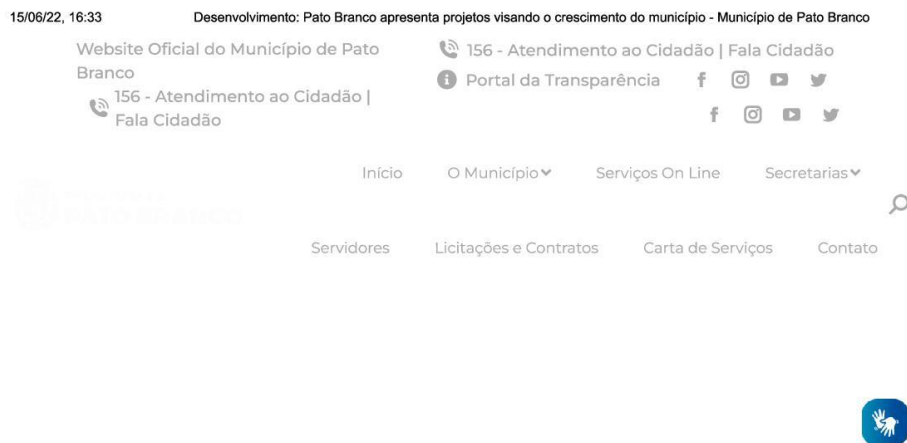 15/06/22, 16:33 Desenvolvimento: Pato Branco apresenta projetos visando o crescimento do município - Município de Pato Branco
Website Oficial do Município de Pato
Branco
156 - Atendimento ao Cidadão |
Fala Cidadão
156 - Atendimento ao Cidadão | Fala Cidadão
Portal da Transparência
Início O Município Serviços On Line Secretarias
PATO BRANCO
Servidores Licitações e Contratos Carta de Serviços Contato